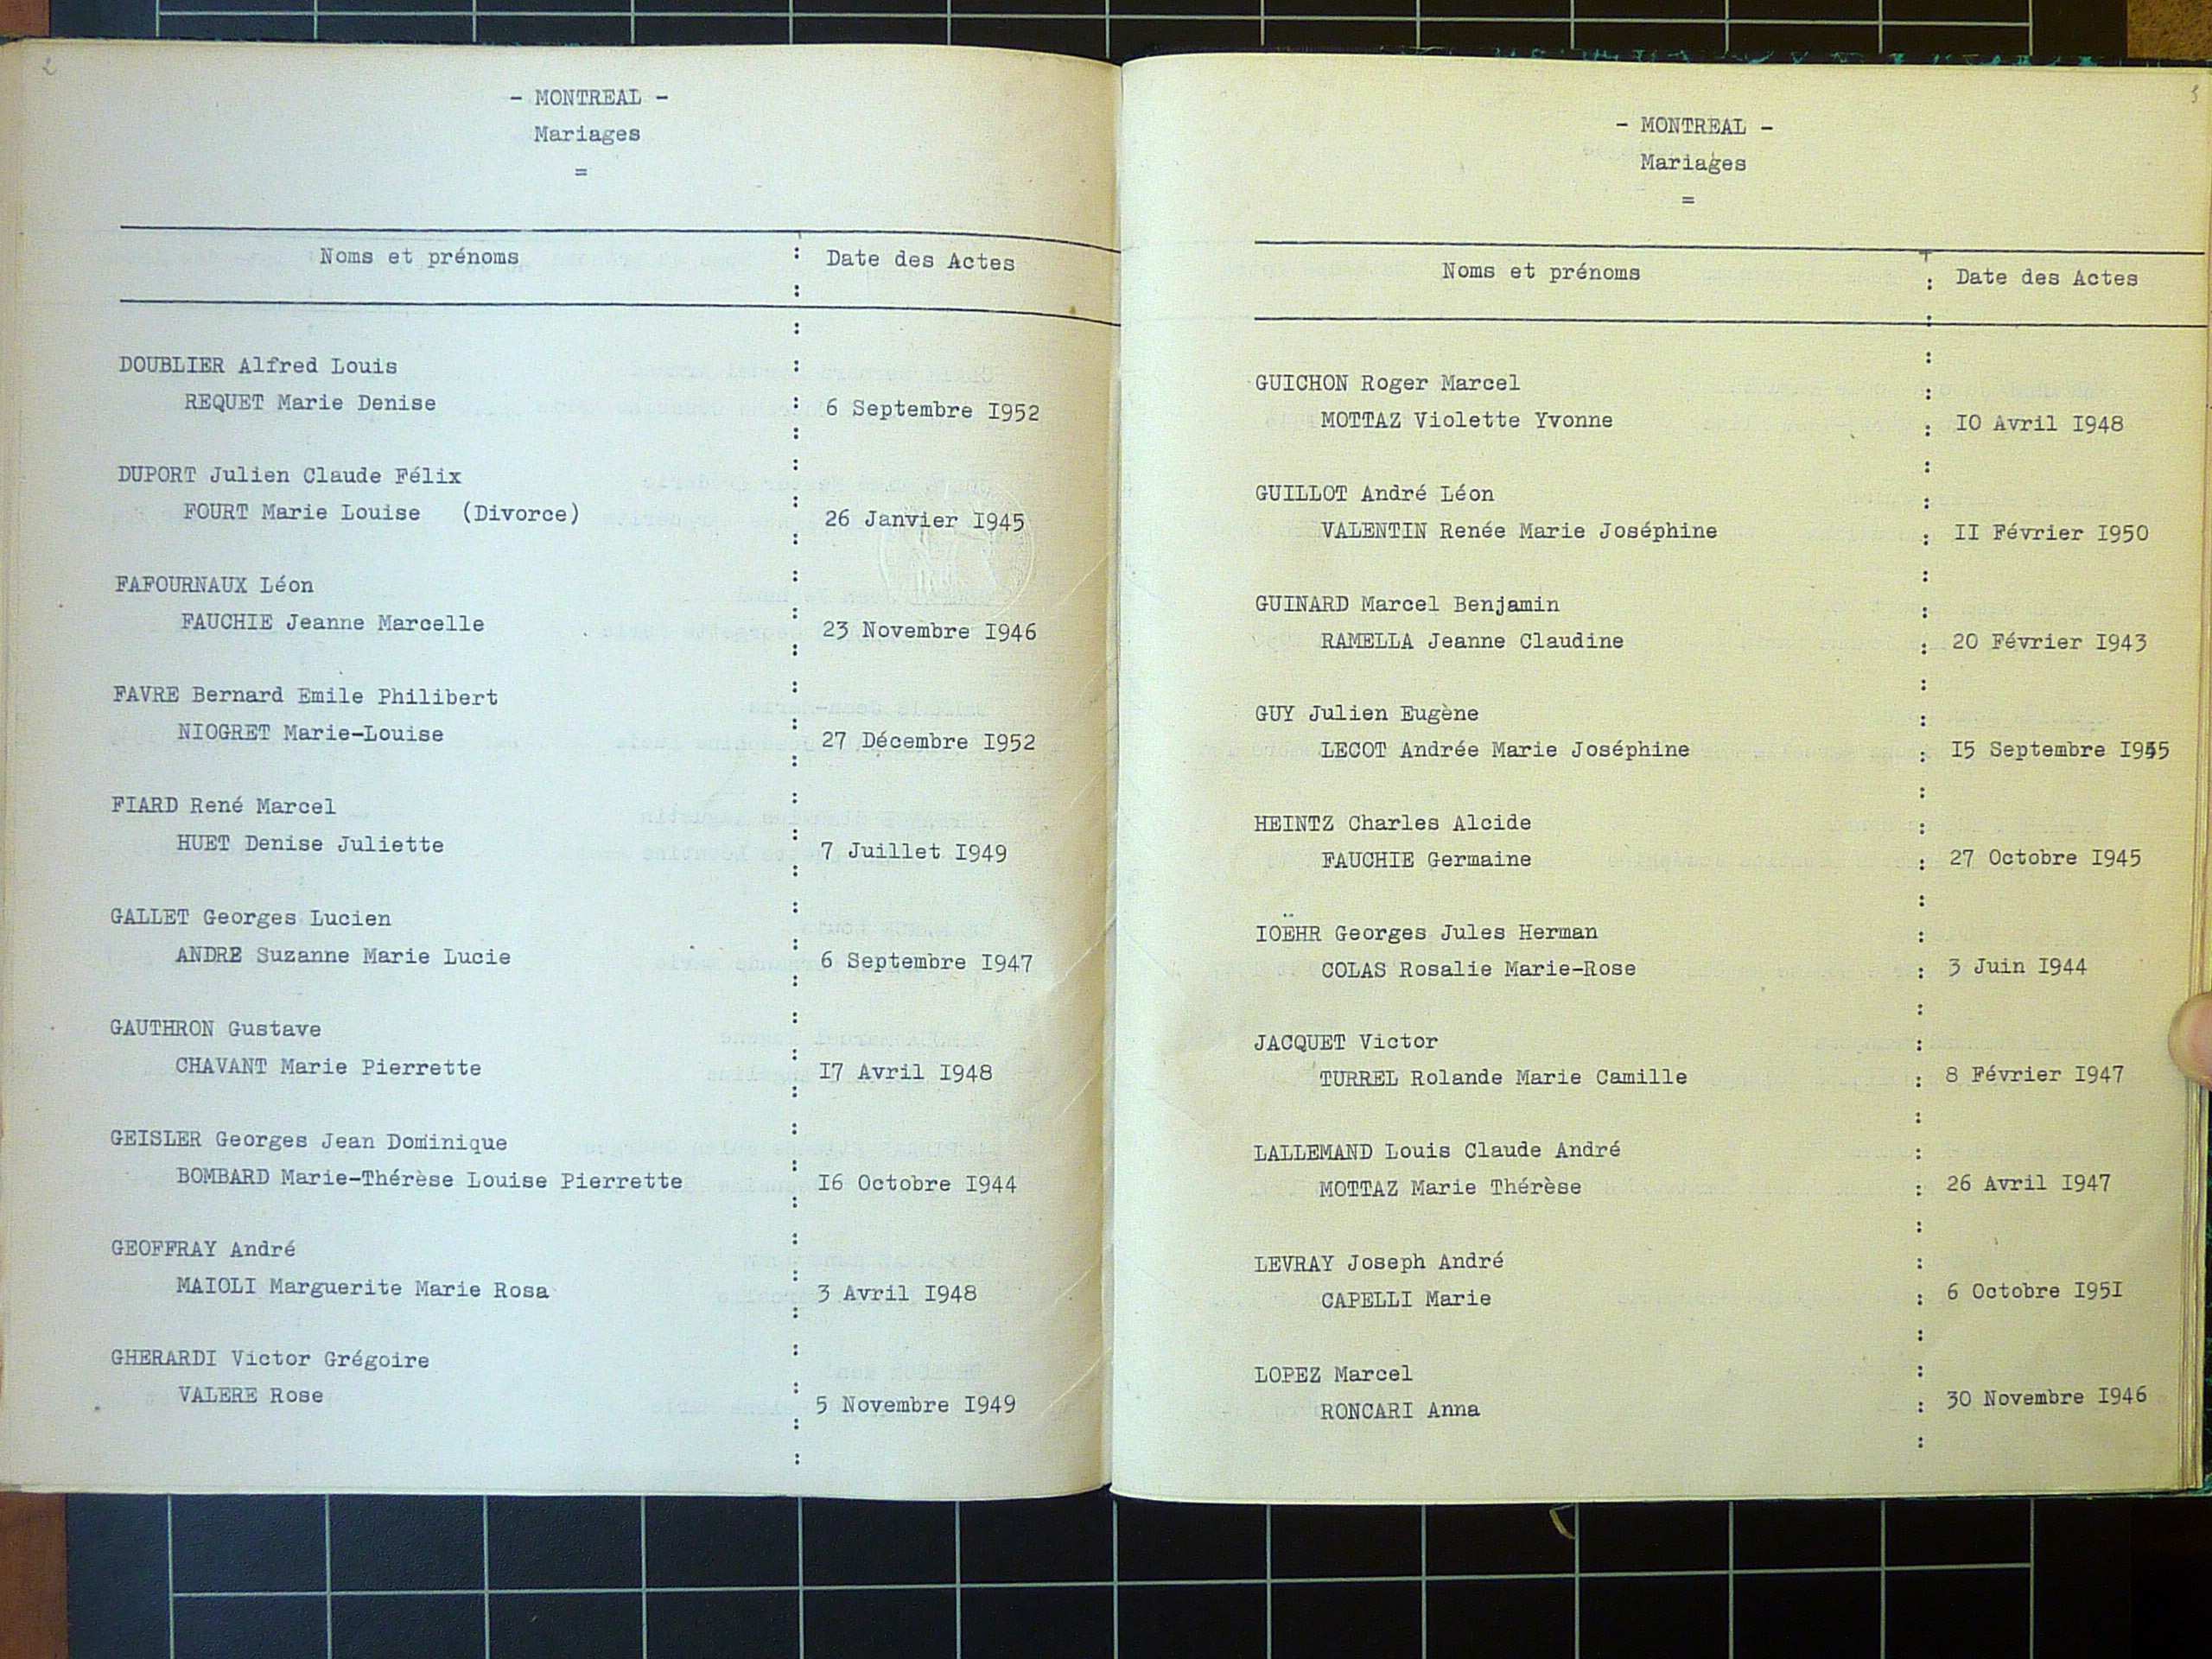 2
- MONTREAL -
Mariages
=
Noms et prénoms : Date des Actes
DOUBLIER Alfred Louis
REQUET Marie Denise : 6 Septembre I952
DUPORT Julien Claude Félix
FOURT Marie Louise (Divorce) : 26 Janvier I945
FAFOURNAUX Léon
FAUCHIE Jeanne Marcelle : 23 Novembre I946
FAVRE Bernard Emile Philibert
NIOGRET Marie-Louise : 27 Décembre I952
FIARD René Marcel
HUET Denise Juliette : 7 Juillet I949
GALLET Georges Lucien
ANDRE Suzanne Marie Lucie : 6 Septembre I947
GAUTHRON Gustave
CHAVANT Marie Pierrette : I7 Avril I948
GEISLER Georges Jean Dominique
BOMBARD Marie-Thérèse Louise Pierrette : I6 Octobre I944
GEOFFRAY André
MAIOLI Marguerite Marie Rosa : 3 Avril I948
GHERARDI Victor Grégoire
VALERE Rose : 5 Novembre I949
3
- MONTREAL -
Mariages
=
Noms et prénoms : Date des Actes
GUICHON Roger Marcel
MOTTAZ Violette Yvonne : IO Avril I948
GUILLOT André Léon
VALENTIN Renée Marie Joséphine : II Février I950
GUINARD Marcel Benjamin
RAMELLA Jeanne Claudine : 20 Février I943
GUY Julien Eugène
LECOT Andrée Marie Joséphine : I5 Septembre
HEINTZ Charles Alcide
FAUCHIE Germaine : 27 Octobre I945
IOËHR Georges Jules Herman
COLAS Rosalie Marie-Rose : 3 Juin I944
JACQUET Victor
TURREL Rolande Marie Camille : 8 Février I947
LALLEMAND Louis Claude André
MOTTAZ Marie Thérèse : 26 Avril I947
LEVRAY Joseph André
CAPELLI Marie : 6 Octobre I95I
LOPEZ Marcel
RONCARI Anna : 30 Novembre I946